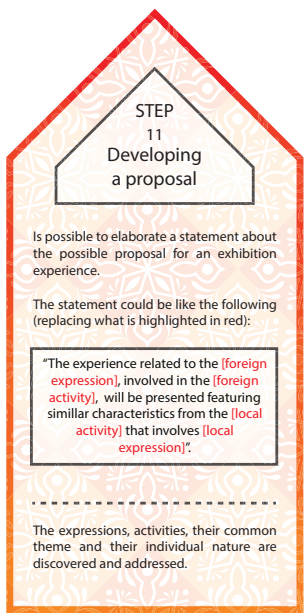 STEP
11
Developing
a proposal
Is possible to elaborate a statement about
the possible proposal for an exhibition
experience.
The statement could be like the following
(replacing what is highlighted in red):
“The experience related to the [foreign
expression], involved in the [foreign
activity],  will be presented featuring
simillar characteristics from the [local
activity] that involves [local
expression]”.
The expressions, activities, their common
theme and their individual nature are
discovered and addressed.